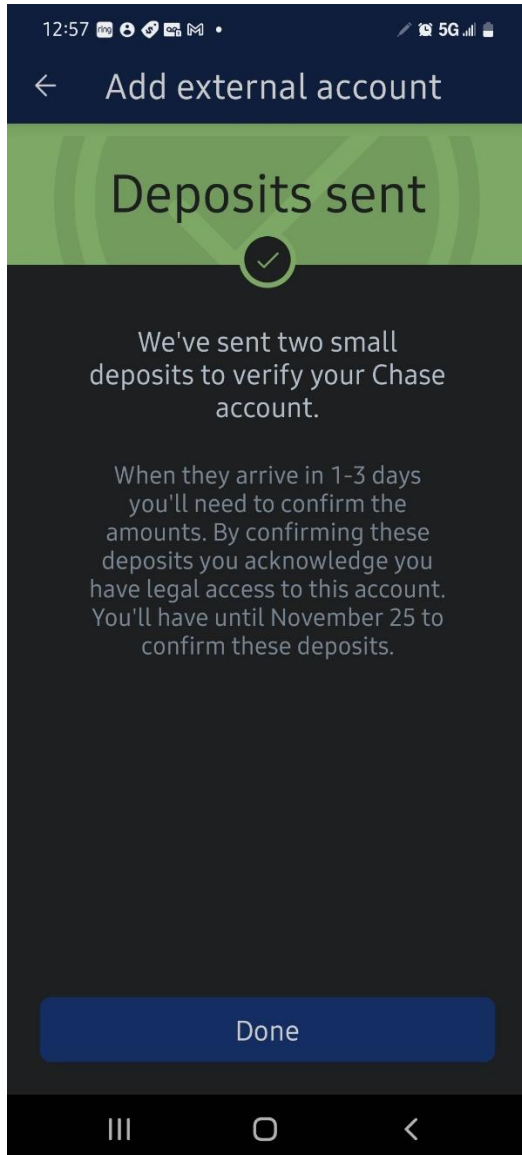 12:57 ring 5G
Add external account
Deposits sent
We've sent two small
deposits to verify your Chase
account.
When they arrive in 1-3 days
you'll need to confirm the
amounts. By confirming these
deposits you acknowledge you
have legal access to this account.
You'll have until November 25 to
confirm these deposits.
Done